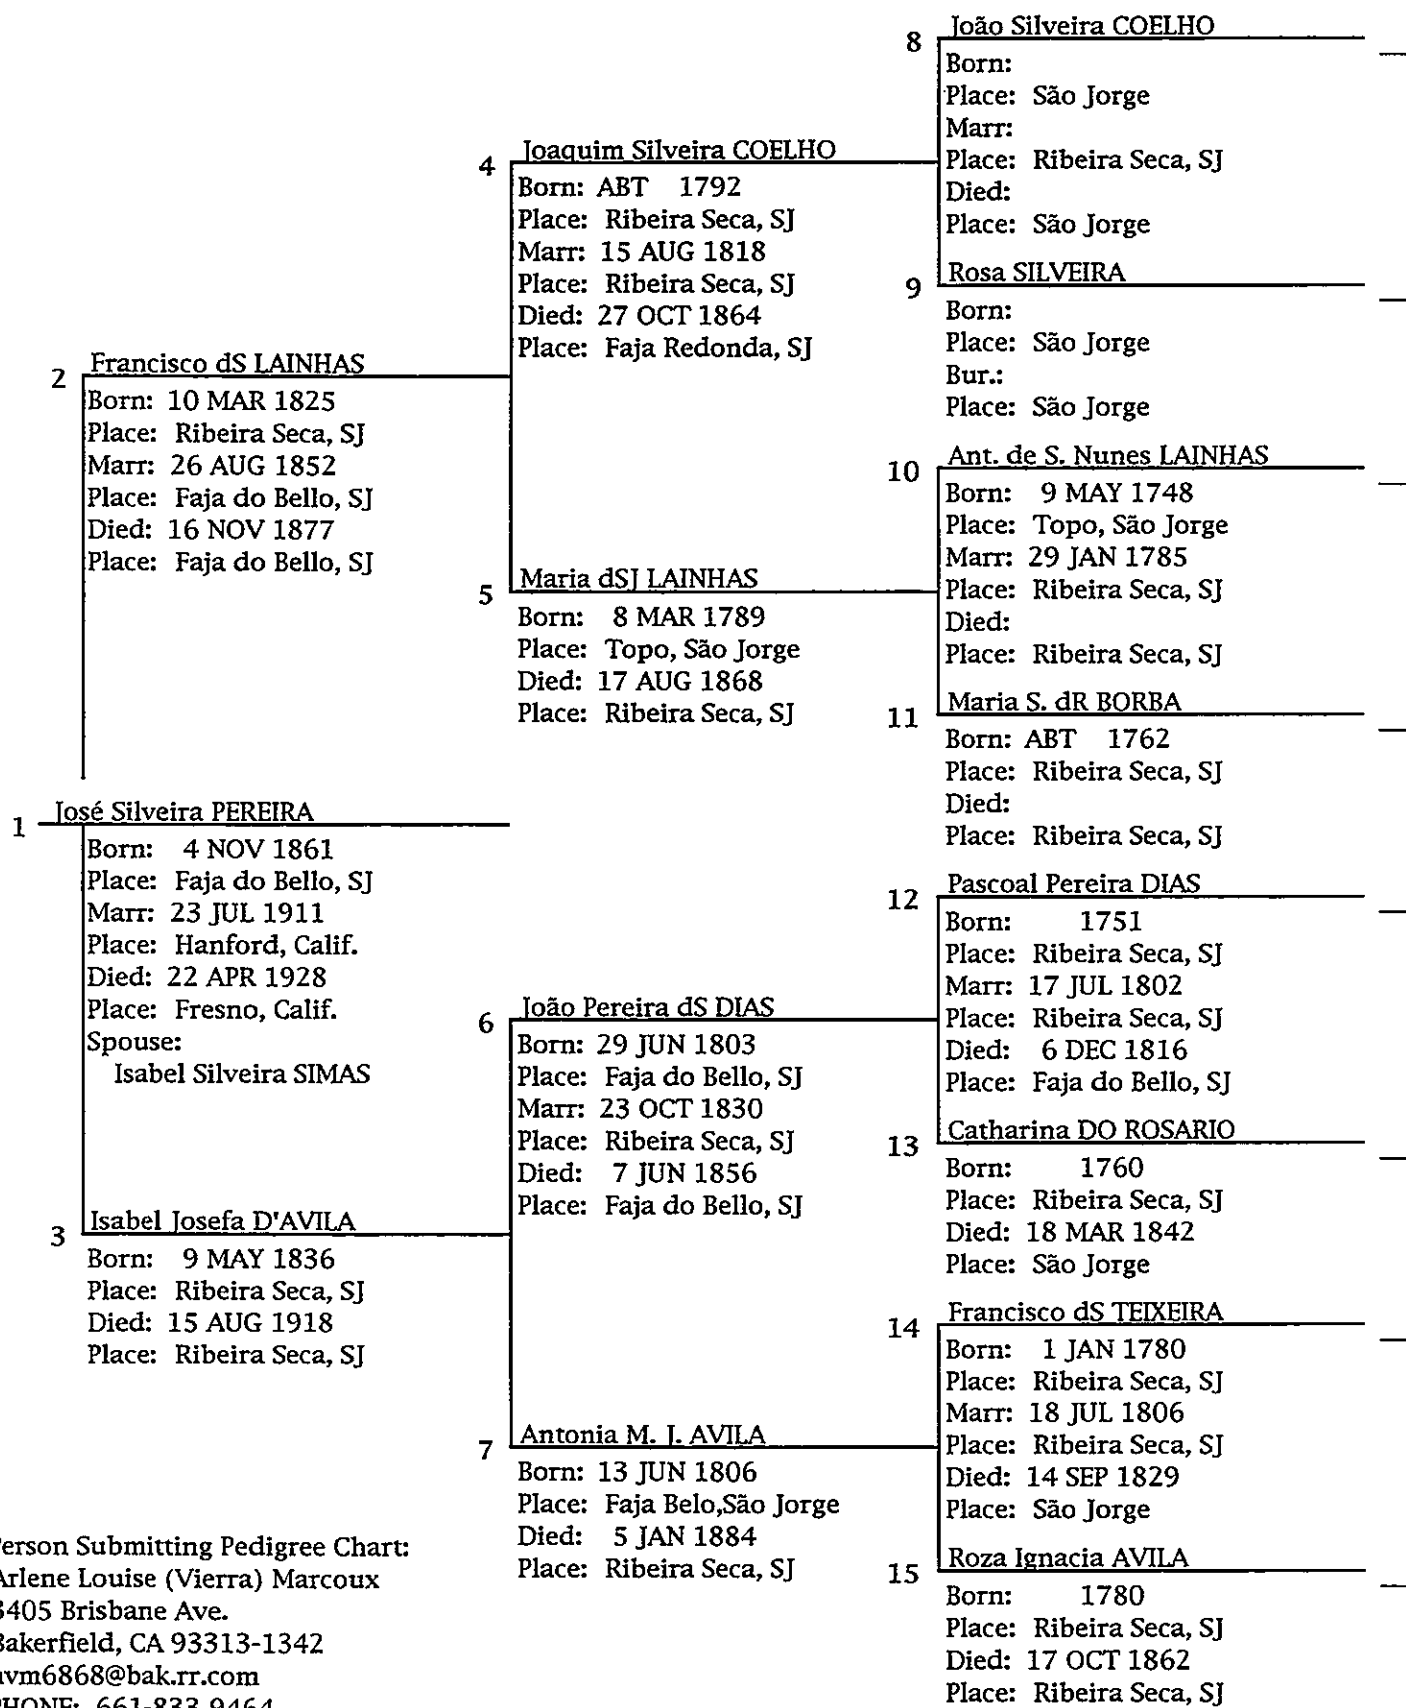 1
José Silveira PEREIRA
Born: 4 NOV 1861
Place: Faja do Bello, SJ
Marr: 23 JUL 1911
Place: Hanford, Calif.
Died: 22 APR 1928
Place: Fresno, Calif.
Spouse:
Isabel Silveira SIMAS
2
Francisco dS LAINHAS
Born: 10 MAR 1825
Place: Ribeira Seca, SJ
Marr: 26 AUG 1852
Place: Faja do Bello, SJ
Died: 16 NOV 1877
Place: Faja do Bello, SJ
3
Isabel Josefa D'AVILA
Born: 9 MAY 1836
Place: Ribeira Seca, SJ
Died: 15 AUG 1918
Place: Ribeira Seca, SJ
4
Joaquim Silveira COELHO
Born: ABT 1792
Place: Ribeira Seca, SJ
Marr: 15 AUG 1818
Place: Ribeira Seca, SJ
Died: 27 OCT 1864
Place: Faja Redonda, SJ
5
Maria dSJ LAINHAS
Born: 8 MAR 1789
Place: Topo, São Jorge
Died: 17 AUG 1868
Place: Ribeira Seca, SJ
6
João Pereira dS DIAS
Born: 29 JUN 1803
Place: Faja do Bello, SJ
Marr: 23 OCT 1830
Place: Ribeira Seca, SJ
Died: 7 JUN 1856
Place: Faja do Bello, SJ
7
Antonia M. J. AVILA
Born: 13 JUN 1806
Place: Faja Belo,São Jorge
Died: 5 JAN 1884
Place: Ribeira Seca, SJ
8
João Silveira COELHO
Born:
Place: São Jorge
Marr:
Place: Ribeira Seca, SJ
Died:
Place: São Jorge
9
Rosa SILVEIRA
Born:
Place: São Jorge
Bur.:
Place: São Jorge
10
Ant. de S. Nunes LAINHAS
Born: 9 MAY 1748
Place: Topo, São Jorge
Marr: 29 JAN 1785
Place: Ribeira Seca, SJ
Died:
Place: Ribeira Seca, SJ
11
Maria S. dR BORBA
Born: ABT 1762
Place: Ribeira Seca, SJ
Died:
Place: Ribeira Seca, SJ
12
Pascoal Pereira DIAS
Born: 1751
Place: Ribeira Seca, SJ
Marr: 17 JUL 1802
Place: Ribeira Seca, SJ
Died: 6 DEC 1816
Place: Faja do Bello, SJ
13
Catharina DO ROSARIO
Born: 1760
Place: Ribeira Seca, SJ
Died: 18 MAR 1842
Place: São Jorge
14
Francisco dS TEIXEIRA
Born: 1 JAN 1780
Place: Ribeira Seca, SJ
Marr: 18 JUL 1806
Place: Ribeira Seca, SJ
Died: 14 SEP 1829
Place: São Jorge
15
Roza Ignacia AVILA
Born: 1780
Place: Ribeira Seca, SJ
Died: 17 OCT 1862
Place: Ribeira Seca, SJ
Person Submitting Pedigree Chart:
Arlene Louise (Vierra) Marcoux
3405 Brisbane Ave.
Bakerfield, CA 93313-1342
avm6868@bak.rr.com
PHONE: 661-833-9464